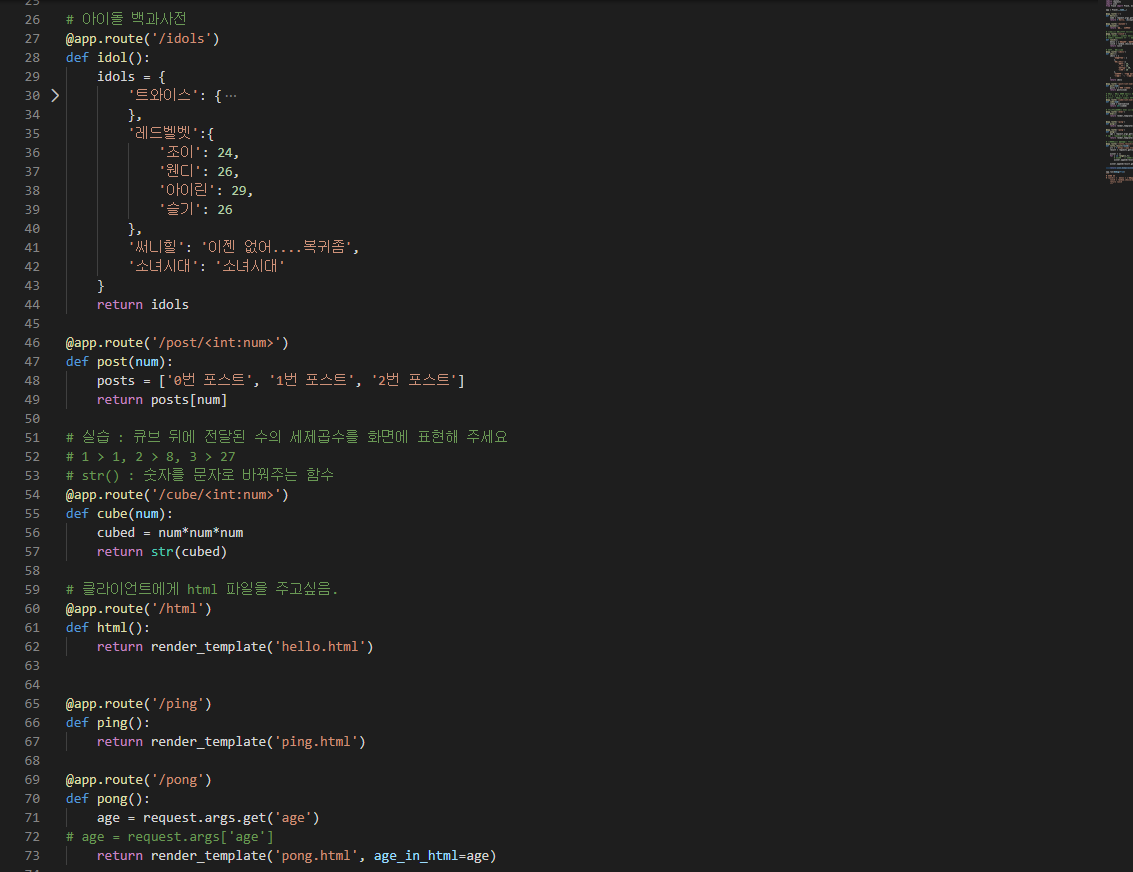 25
26 # 아이돌 백과사전
27 @app.route('/idols')
28 def idol():
29 idols = {
30 '트와이스': {…
34 },
35 '레드벨벳':{
36 '조이': 24,
37 '웬디': 26,
38 '아이린': 29,
39 '슬기': 26
40 },
41 '써니힐': '이젠 없어....복귀좀',
42 '소녀시대': '소녀시대'
43 }
44 return idols
45
46 @app.route('/post/<int:num>')
47 def post(num):
48 posts = ['0번 포스트', '1번 포스트', '2번 포스트']
49 return posts[num]
50
51 # 실습 : 큐브 뒤에 전달된 수의 세제곱수를 화면에 표현해 주세요
52 # 1 > 1, 2 > 8, 3 > 27
53 # str() : 숫자를 문자로 바꿔주는 함수
54 @app.route('/cube/<int:num>')
55 def cube(num):
56 cubed = num*num*num
57 return str(cubed)
58
59 # 클라이언트에게 html 파일을 주고싶음.
60 @app.route('/html')
61 def html():
62 return render_template('hello.html')
63
64
65 @app.route('/ping')
66 def ping():
67 return render_template('ping.html')
68
69 @app.route('/pong')
70 def pong():
71 age = request.args.get('age')
72 # age = request.args['age']
73 return render_template('pong.html', age_in_html=age)